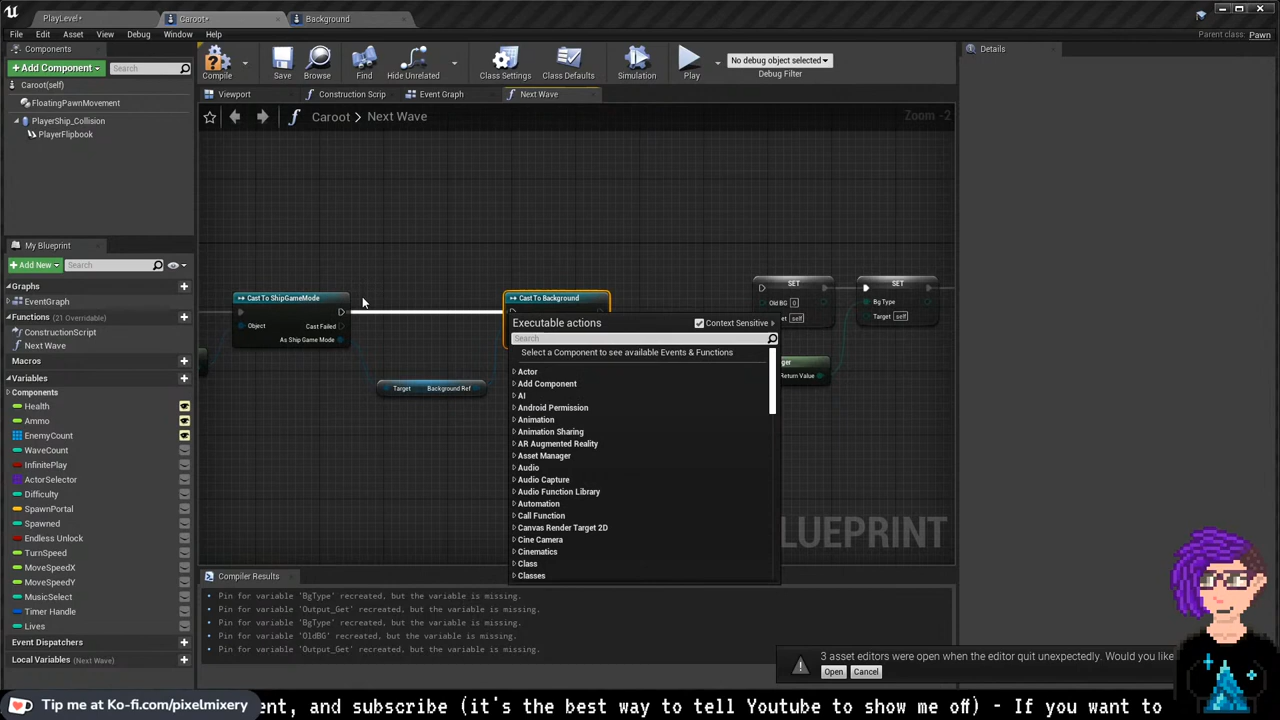 PlayLevel*
Caroot*
Background
File Edit Asset View Debug Window Help
Parent class: Pawn
Components
Details
+ Add Component
Search
Caroot(self)
FloatingPawnMovement
PlayerShip_Collision
PlayerFlipbook
Compile
Save
Browse
Find
Hide Unrelated
Class Settings
Class Defaults
Simulation
Play
No debug object selected
Debug Filter
Viewport
Construction Scrip
Event Graph
Next Wave
Caroot > Next Wave
Zoom -2
My Blueprint
+ Add New
Search
Graphs
EventGraph
Functions (21 Overridable)
ConstructionScript
Next Wave
Macros
Variables
Components
Health
Ammo
EnemyCount
WaveCount
InfinitePlay
ActorSelector
Difficulty
SpawnPortal
Spawned
Endless Unlock
TurnSpeed
MoveSpeedX
MoveSpeedY
MusicSelect
Timer Handle
Lives
Event Dispatchers
Local Variables (Next Wave)
Cast To ShipGameMode
Object
Cast Failed
As Ship Game Mode
Target
Background Ref
Cast To Background
SET
Old BG 0
self
SET
Bg Type
Target self
Return Value
Executable actions
Context Sensitive
Search
Select a Component to see available Events & Functions
Actor
Add Component
AI
Android Permission
Animation
Animation Sharing
AR Augmented Reality
Asset Manager
Audio
Audio Capture
Audio Function Library
Automation
Call Function
Canvas Render Target 2D
Cine Camera
Cinematics
Class
Classes
LUEPRINT
Compiler Results
Pin for variable 'BgType' recreated, but the variable is missing.
Pin for variable 'Output_Get' recreated, but the variable is missing.
Pin for variable 'BgType' recreated, but the variable is missing.
Pin for variable 'OldBG' recreated, but the variable is missing.
Pin for variable 'Output_Get' recreated, but the variable is missing.
3 asset editors were open when the editor quit unexpectedly. Would you like
Open
Cancel
Tip me at Ko-fi.com/pixelmixery
ent, and subscribe (it's the best way to tell Youtube to show me off) - If you want to